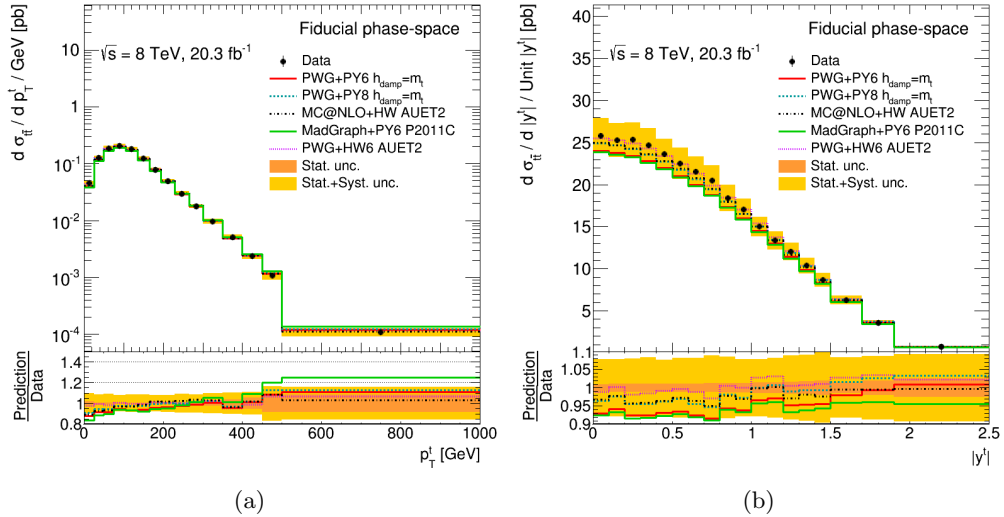 d σ_tt̄ / d p_T^t / GeV [pb]
10
1
10^-1
10^-2
10^-3
10^-4
Fiducial phase-space
√s = 8 TeV, 20.3 fb^-1
Data
PWG+PY6 h_damp=m_t
PWG+PY8 h_damp=m_t
MC@NLO+HW AUET2
MadGraph+PY6 P2011C
PWG+HW6 AUET2
Stat. unc.
Stat.+Syst. unc.
Prediction
Data
1.4
1.2
1
0.8
0 200 400 600 800 1000
p_T^t [GeV]
(a)
d σ_tt̄ / d |y^t| / Unit |y^t| [pb]
40
35
30
25
20
15
10
5
Fiducial phase-space
√s = 8 TeV, 20.3 fb^-1
Data
PWG+PY6 h_damp=m_t
PWG+PY8 h_damp=m_t
MC@NLO+HW AUET2
MadGraph+PY6 P2011C
PWG+HW6 AUET2
Stat. unc.
Stat.+Syst. unc.
Prediction
Data
1.1
1.05
1
0.95
0.9
0 0.5 1 1.5 2 2.5
|y^t|
(b)